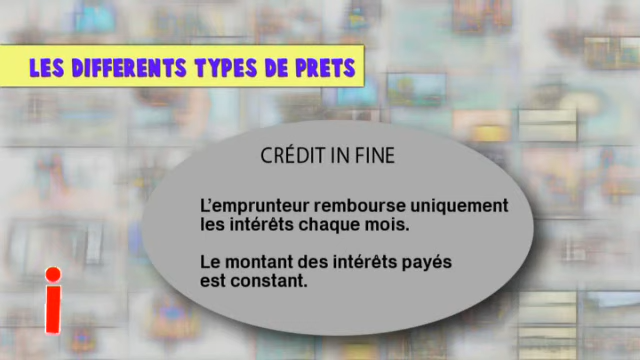 LES DIFFERENTS TYPES DE PRETS
CRÉDIT IN FINE
L'emprunteur rembourse uniquement
les intérêts chaque mois.
Le montant des intérêts payés
est constant.
i